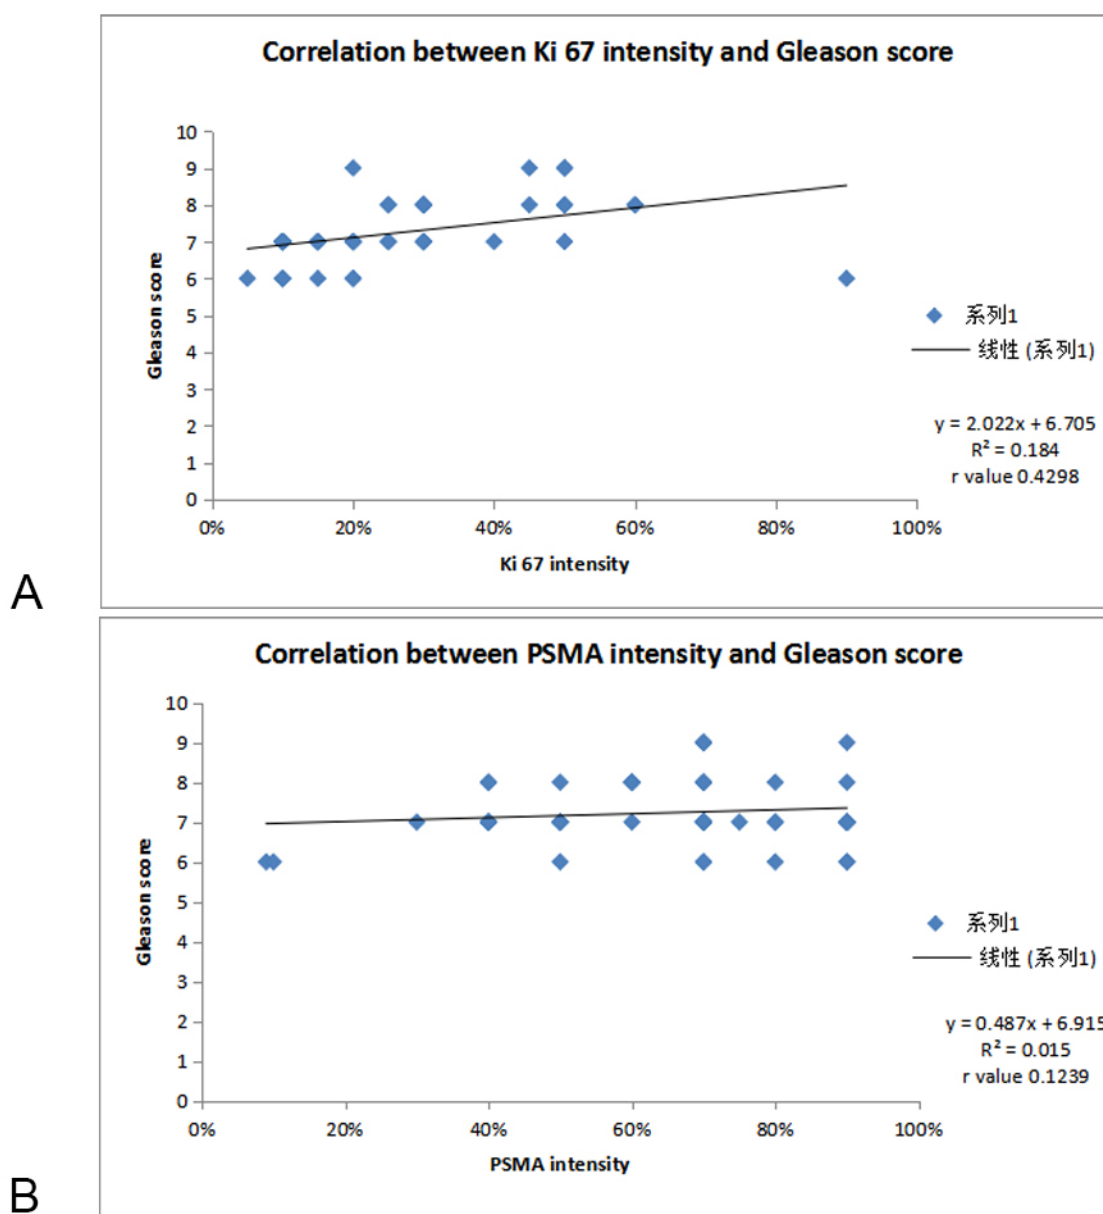 Correlation between Ki 67 intensity and Gleason score
10
9
8
7
6
5
4
3
2
1
0
Gleason score
0% 20% 40% 60% 80% 100%
Ki 67 intensity
系列1
线性 (系列1)
y = 2.022x + 6.705
R² = 0.184
r value 0.4298
A
Correlation between PSMA intensity and Gleason score
10
9
8
7
6
5
4
3
2
1
0
Gleason score
0% 20% 40% 60% 80% 100%
PSMA intensity
系列1
线性 (系列1)
y = 0.487x + 6.915
R² = 0.015
r value 0.1239
B